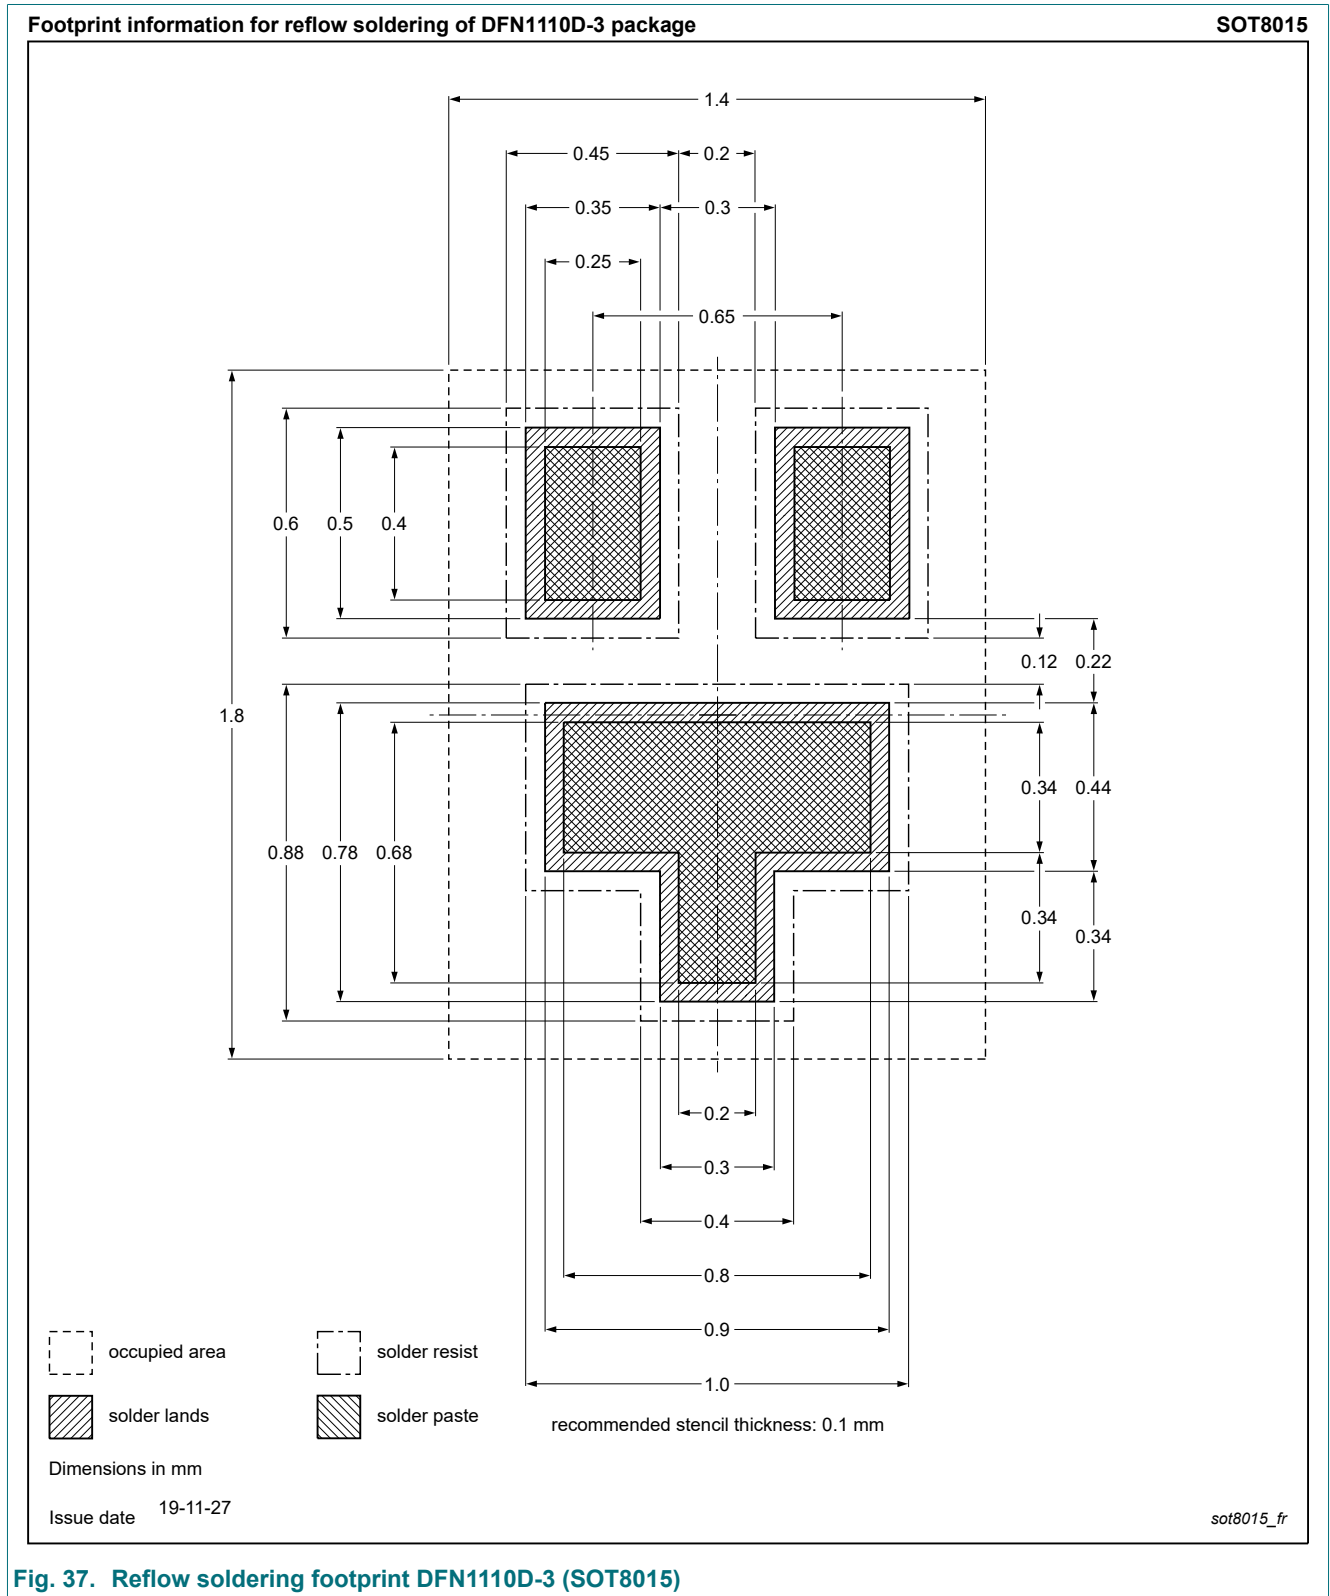 Footprint information for reflow soldering of DFN1110D-3 package SOT8015
1.4
0.45 0.2
0.35 0.3
0.25
0.65
0.6 0.5 0.4
0.12 0.22
1.8
0.34 0.44
0.88 0.78 0.68
0.34
0.34
0.2
0.3
0.4
0.8
0.9
1.0
occupied area solder resist
solder lands solder paste
recommended stencil thickness: 0.1 mm
Dimensions in mm
Issue date 19-11-27
sot8015_fr
Fig. 37. Reflow soldering footprint DFN1110D-3 (SOT8015)